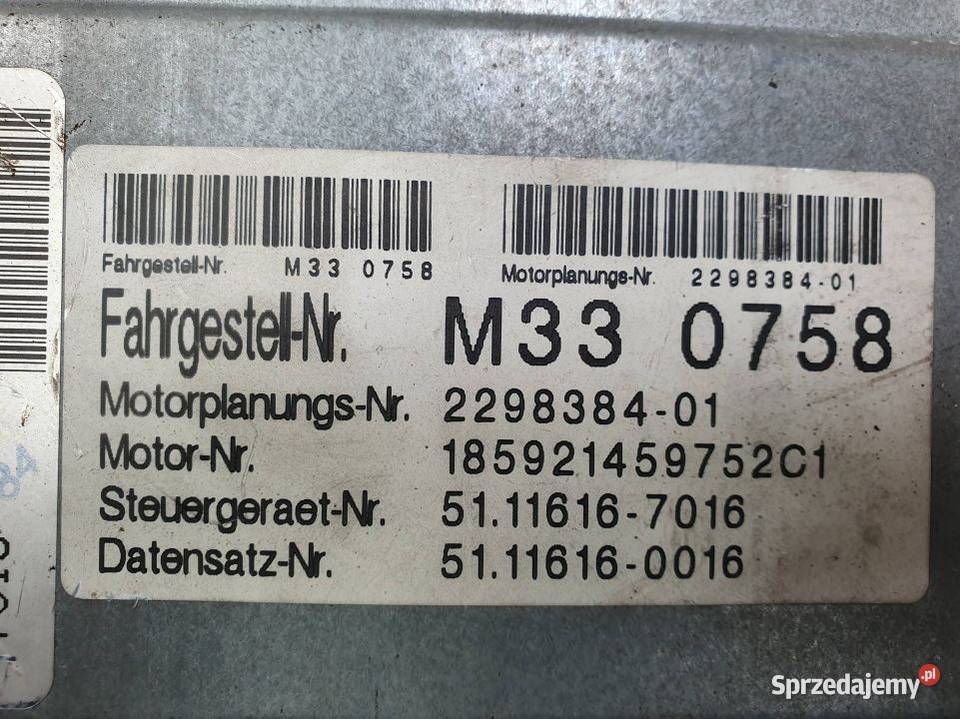 Fahrgestell-Nr. M33 0758
Motorplanungs-Nr. 2298384-01
Fahrgestell-Nr. M33 0758
Motorplanungs-Nr. 2298384-01
Motor-Nr. 185921459752C1
Steuergeraet-Nr. 51.11616-7016
Datensatz-Nr. 51.11616-0016
Sprzedajemy.pl